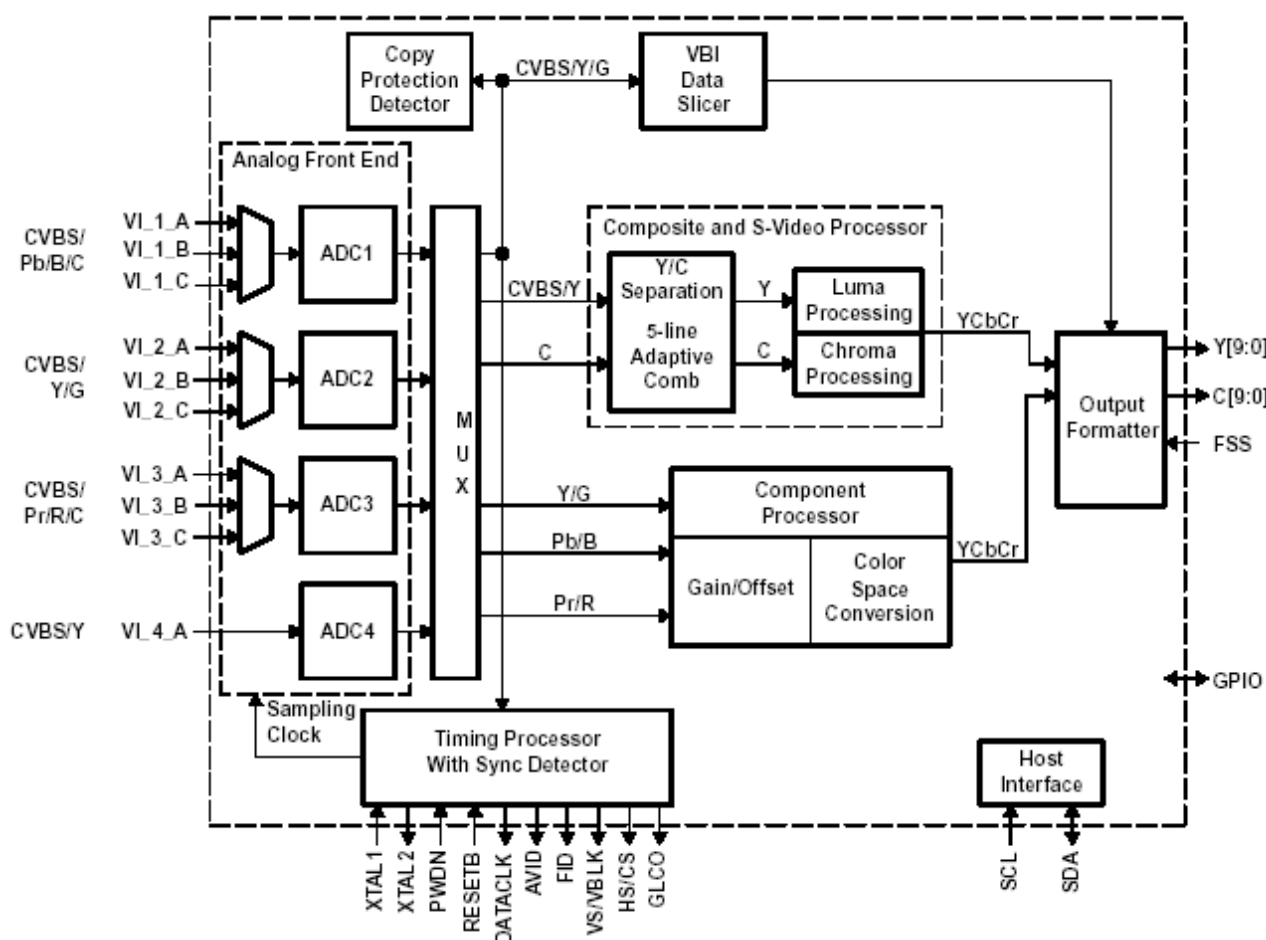 Copy
Protection
Detector
CVBS/Y/G
VBI
Data
Slicer
Analog Front End
CVBS/
Pb/B/C
VI_1_A
VI_1_B
VI_1_C
ADC1
CVBS/
Y/G
VI_2_A
VI_2_B
VI_2_C
ADC2
CVBS/
Pr/R/C
VI_3_A
VI_3_B
VI_3_C
ADC3
CVBS/Y
VI_4_A
ADC4
M
U
X
Composite and S-Video Processor
CVBS/Y
C
Y/C
Separation
5-line
Adaptive
Comb
Y
C
Luma
Processing
Chroma
Processing
YCbCr
Y/G
Pb/B
Pr/R
Component
Processor
Gain/Offset
Color
Space
Conversion
YCbCr
Output
Formatter
Y[9:0]
C[9:0]
FSS
GPIO
Sampling
Clock
Timing Processor
With Sync Detector
Host
Interface
XTAL1
XTAL2
PWDN
RESETB
DATACLK
AVID
FID
VS/VBLK
HS/CS
GLCO
SCL
SDA